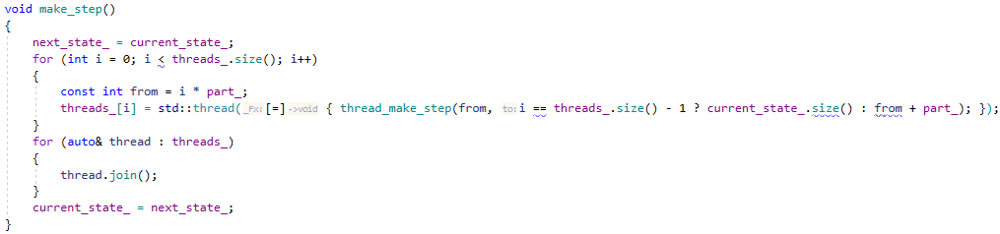 void make_step()
{
    next_state_ = current_state_;
    for (int i = 0; i < threads_.size(); i++)
    {
        const int from = i * part_;
        threads_[i] = std::thread(_Fx:[=]->void { thread_make_step(from, to:i == threads_.size() - 1 ? current_state_.size() : from + part_); });
    }
    for (auto& thread : threads_)
    {
        thread.join();
    }
    current_state_ = next_state_;
}